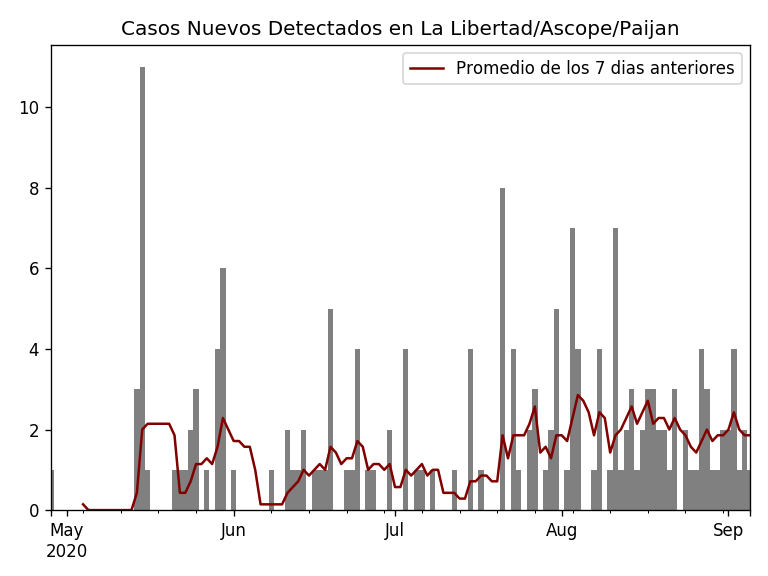 Casos Nuevos Detectados en La Libertad/Ascope/Paijan
Promedio de los 7 dias anteriores
10
8
6
4
2
0
May Jun Jul Aug Sep
2020